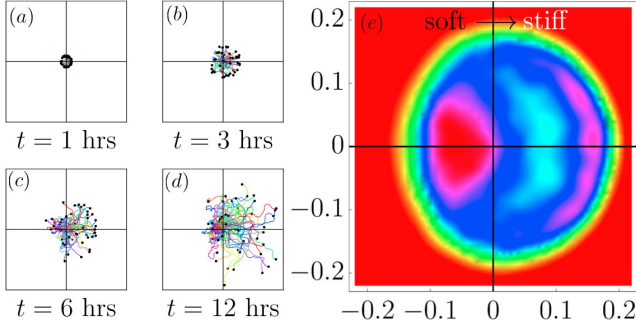 (a)
t = 1 hrs
(b)
t = 3 hrs
(c)
t = 6 hrs
(d)
t = 12 hrs
(e)
soft ⟶ stiff
0.2
0.1
0
−0.1
−0.2
−0.2 −0.1 0 0.1 0.2